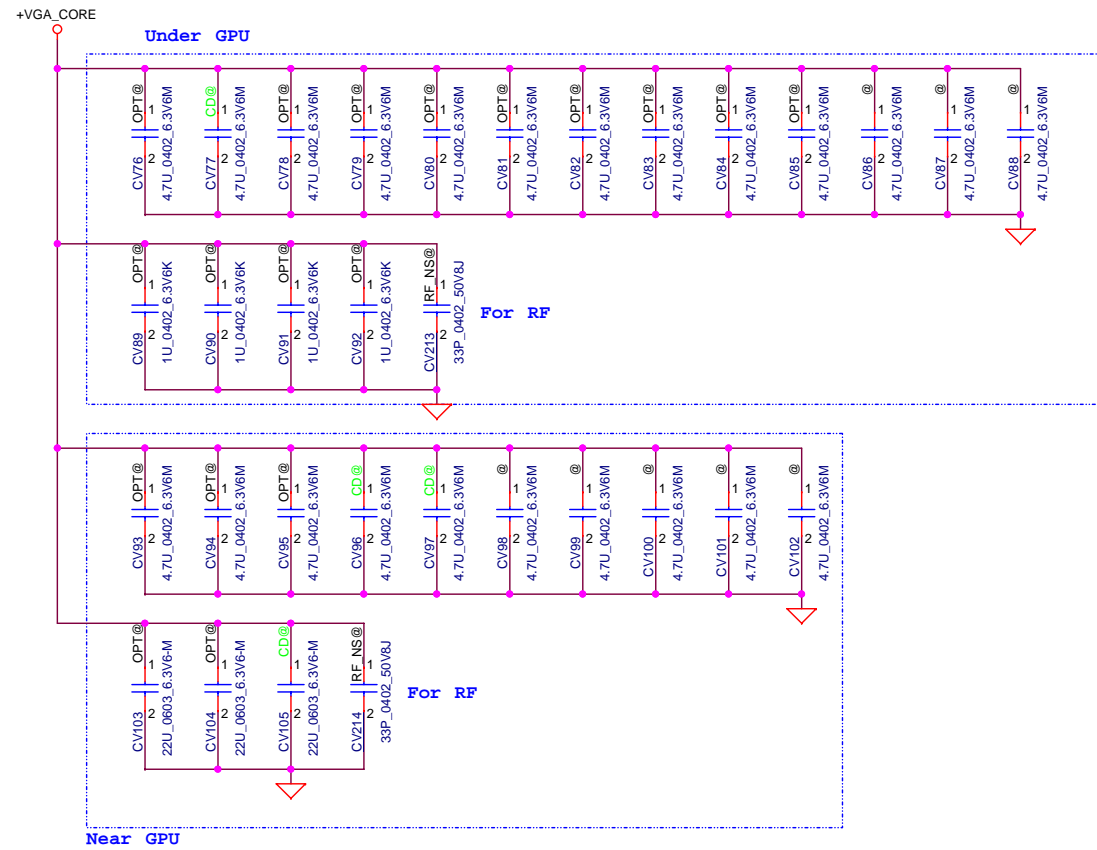 +VGA_CORE
Under GPU
OPT@ 1 2 CV76 4.7U_0402_6.3V6M
CD@ 1 2 CV77 4.7U_0402_6.3V6M
OPT@ 1 2 CV78 4.7U_0402_6.3V6M
OPT@ 1 2 CV79 4.7U_0402_6.3V6M
OPT@ 1 2 CV80 4.7U_0402_6.3V6M
OPT@ 1 2 CV81 4.7U_0402_6.3V6M
OPT@ 1 2 CV82 4.7U_0402_6.3V6M
OPT@ 1 2 CV83 4.7U_0402_6.3V6M
OPT@ 1 2 CV84 4.7U_0402_6.3V6M
OPT@ 1 2 CV85 4.7U_0402_6.3V6M
@ 1 2 CV86 4.7U_0402_6.3V6M
@ 1 2 CV87 4.7U_0402_6.3V6M
@ 1 2 CV88 4.7U_0402_6.3V6M
OPT@ 1 2 CV89 1U_0402_6.3V6K
OPT@ 1 2 CV90 1U_0402_6.3V6K
OPT@ 1 2 CV91 1U_0402_6.3V6K
OPT@ 1 2 CV92 1U_0402_6.3V6K
RF_NS@ 1 2 CV213 33P_0402_50V8J
For RF
OPT@ 1 2 CV93 4.7U_0402_6.3V6M
OPT@ 1 2 CV94 4.7U_0402_6.3V6M
OPT@ 1 2 CV95 4.7U_0402_6.3V6M
CD@ 1 2 CV96 4.7U_0402_6.3V6M
CD@ 1 2 CV97 4.7U_0402_6.3V6M
@ 1 2 CV98 4.7U_0402_6.3V6M
@ 1 2 CV99 4.7U_0402_6.3V6M
@ 1 2 CV100 4.7U_0402_6.3V6M
@ 1 2 CV101 4.7U_0402_6.3V6M
@ 1 2 CV102 4.7U_0402_6.3V6M
OPT@ 1 2 CV103 22U_0603_6.3V6-M
OPT@ 1 2 CV104 22U_0603_6.3V6-M
CD@ 1 2 CV105 22U_0603_6.3V6-M
RF_NS@ 1 2 CV214 33P_0402_50V8J
For RF
Near GPU